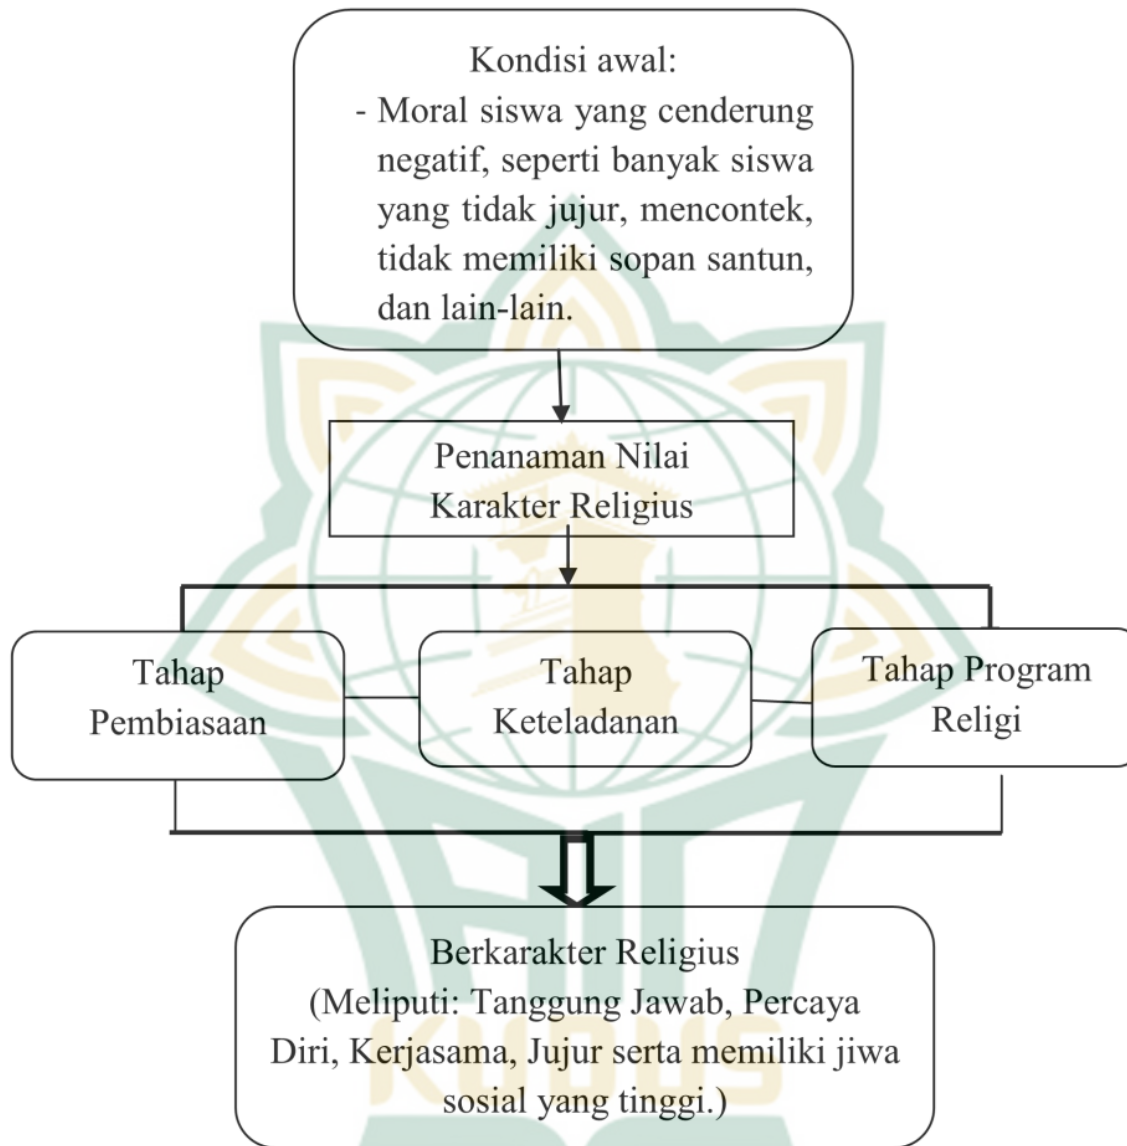 Kondisi awal:
- Moral siswa yang cenderung
negatif, seperti banyak siswa
yang tidak jujur, mencontek,
tidak memiliki sopan santun,
dan lain-lain.
Penanaman Nilai
Karakter Religius
Tahap
Pembiasaan
Tahap
Keteladanan
Tahap Program
Religi
Berkarakter Religius
(Meliputi: Tanggung Jawab, Percaya
Diri, Kerjasama, Jujur serta memiliki jiwa
sosial yang tinggi.)
KUDUS